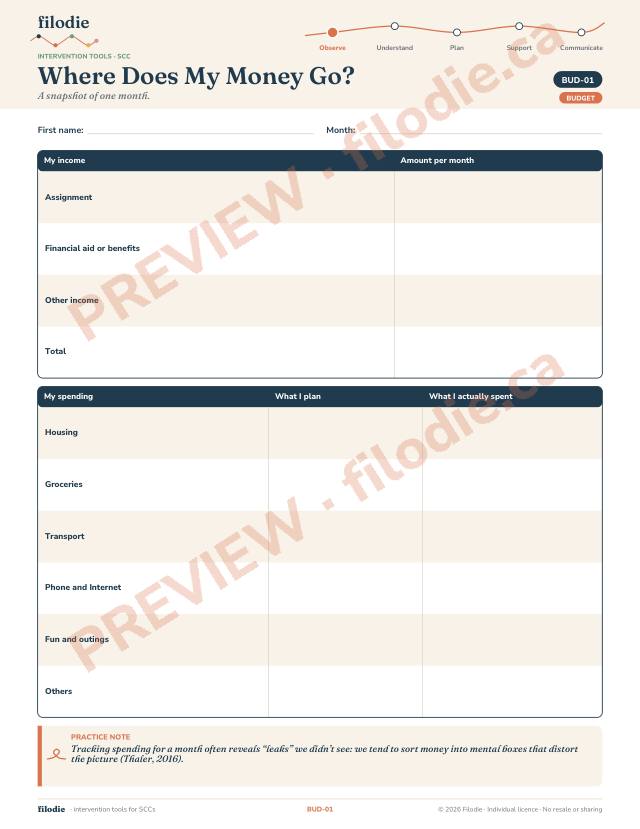 filodie
INTERVENTION TOOLS · SCC
Observe Understand Plan Support Communicate
Where Does My Money Go?
A snapshot of one month.
BUD-01
BUDGET
First name: Month:
My income Amount per month
Assignment
Financial aid or benefits
Other income
Total
My spending What I plan What I actually spent
Housing
Groceries
Transport
Phone and Internet
Fun and outings
Others
PREVIEW · filodie.ca
PREVIEW · filodie.ca
PRACTICE NOTE
Tracking spending for a month often reveals “leaks” we didn’t see: we tend to sort money into mental boxes that distort
the picture (Thaler, 2016).
filodie · intervention tools for SCCs BUD-01 © 2026 Filodie · Individual licence · No resale or sharing